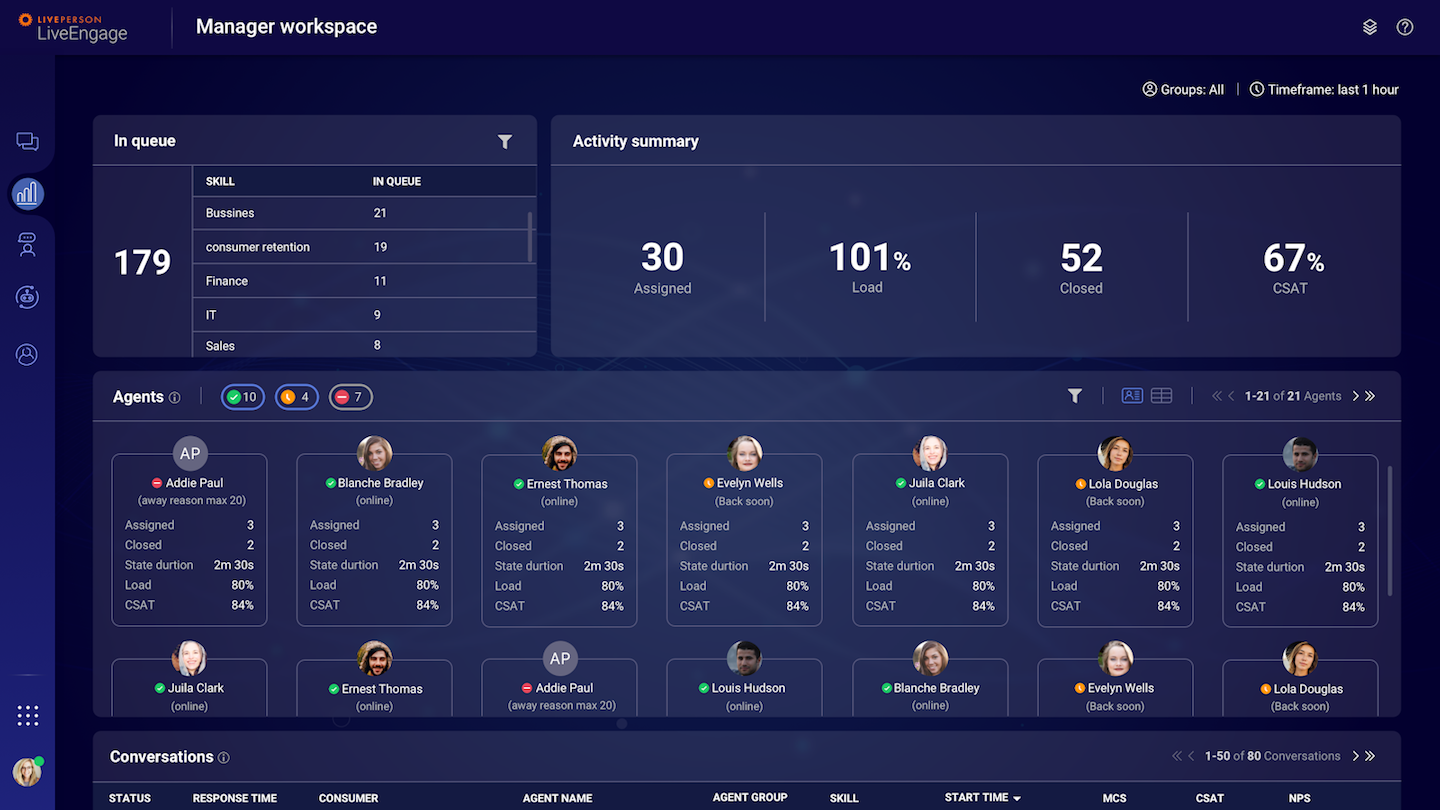 LIVEPERSON
LiveEngage
Manager workspace
Groups: All | Timeframe: last 1 hour
In queue
SKILL IN QUEUE
Bussines 21
consumer retention 19
179
Finance 11
IT 9
Sales 8
Activity summary
30 101% 52 67%
Assigned Load Closed CSAT
Agents 10 4 7 1-21 of 21 Agents
AP
Addie Paul Blanche Bradley Ernest Thomas Evelyn Wells Juila Clark Lola Douglas Louis Hudson
(away reason max 20) (online) (online) (Back soon) (online) (Back soon) (online)
Assigned 3 Assigned 3 Assigned 3 Assigned 3 Assigned 3 Assigned 3 Assigned 3
Closed 2 Closed 2 Closed 2 Closed 2 Closed 2 Closed 2 Closed 2
State durtion 2m 30s State durtion 2m 30s State durtion 2m 30s State durtion 2m 30s State durtion 2m 30s State durtion 2m 30s State durtion 2m 30s
Load 80% Load 80% Load 80% Load 80% Load 80% Load 80% Load 80%
CSAT 84% CSAT 84% CSAT 84% CSAT 84% CSAT 84% CSAT 84% CSAT 84%
AP
Juila Clark Ernest Thomas Addie Paul Louis Hudson Blanche Bradley Evelyn Wells Lola Douglas
(online) (online) (away reason max 20) (online) (online) (Back soon) (Back soon)
Conversations 1-50 of 80 Conversations
STATUS RESPONSE TIME CONSUMER AGENT NAME AGENT GROUP SKILL START TIME MCS CSAT NPS